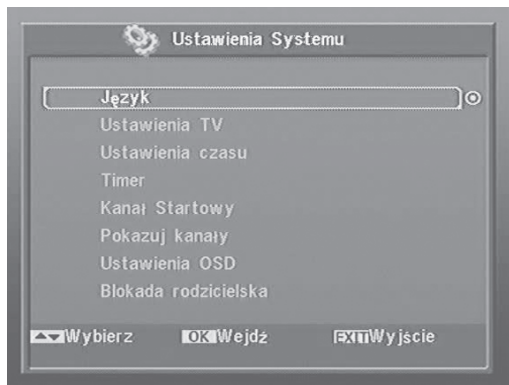 Ustawienia Systemu
Język
Ustawienia TV
Ustawienia czasu
Timer
Kanał Startowy
Pokazuj kanały
Ustawienia OSD
Blokada rodzicielska
Wybierz OK Wejdź EXIT Wyjście